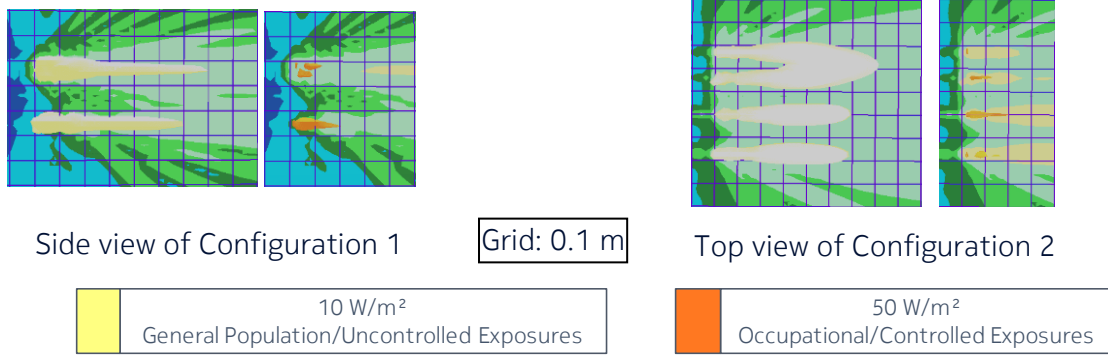 Side view of Configuration 1
Grid: 0.1 m
Top view of Configuration 2
10 W/m²
General Population/Uncontrolled Exposures
50 W/m²
Occupational/Controlled Exposures